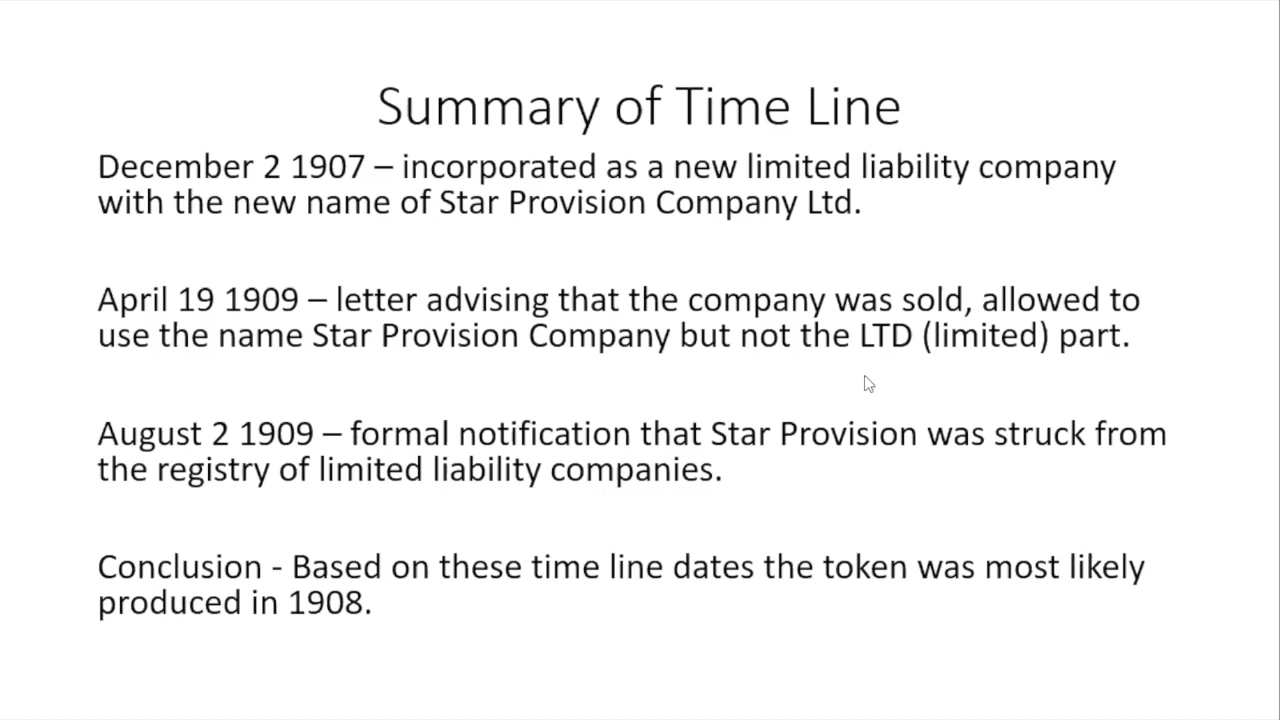 Summary of Time Line
December 2 1907 – incorporated as a new limited liability company
with the new name of Star Provision Company Ltd.
April 19 1909 – letter advising that the company was sold, allowed to
use the name Star Provision Company but not the LTD (limited) part.
August 2 1909 – formal notification that Star Provision was struck from
the registry of limited liability companies.
Conclusion - Based on these time line dates the token was most likely
produced in 1908.